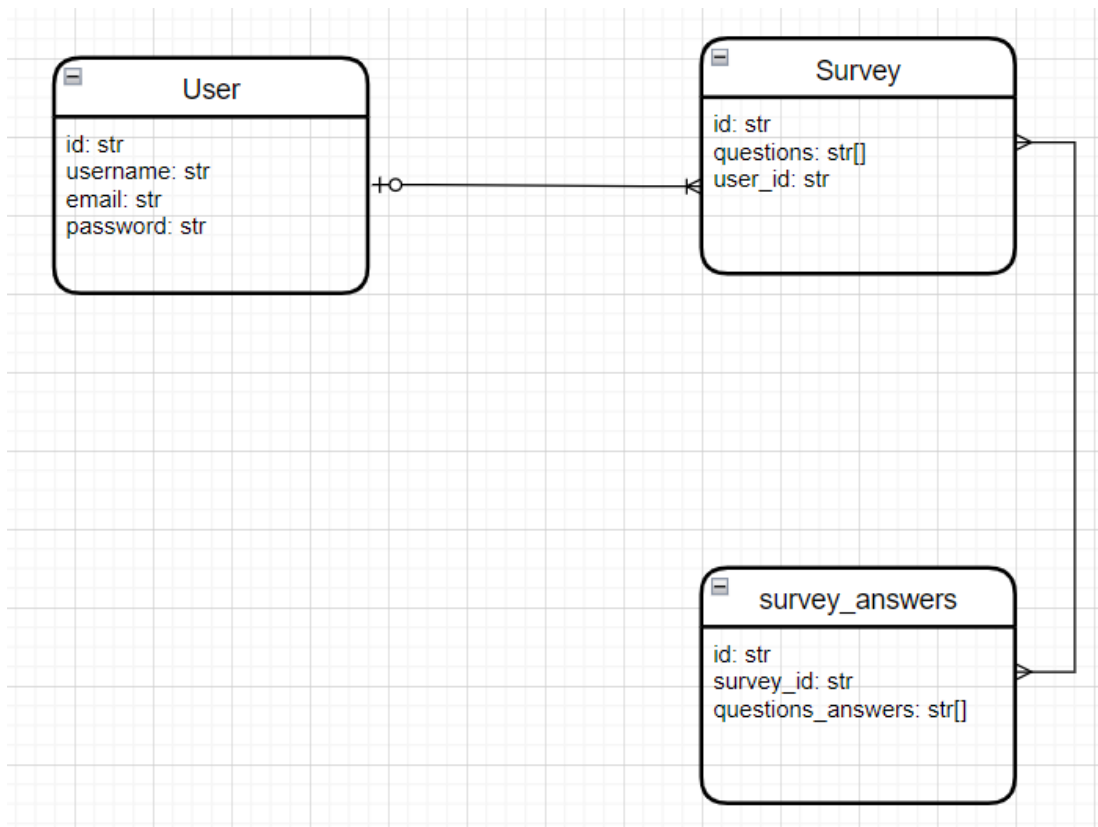 User
id: str
username: str
email: str
password: str
Survey
id: str
questions: str[]
user_id: str
survey_answers
id: str
survey_id: str
questions_answers: str[]